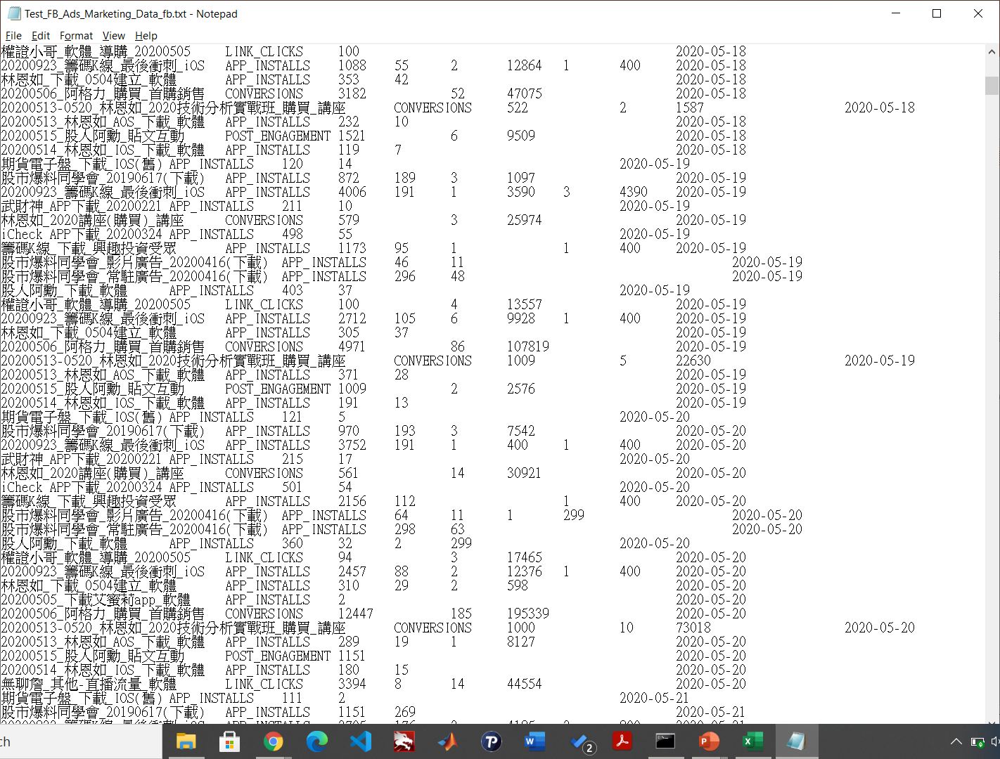 Test_FB_Ads_Marketing_Data_fb.txt - Notepad
File Edit Format View Help
權證小哥_軟體_導購_20200505 LINK_CLICKS 100 2020-05-18
20200923_籌碼K線_最後衝刺_iOS APP_INSTALLS 1088 55 2 12864 1 400 2020-05-18
林恩如_下載_0504建立_軟體 APP_INSTALLS 353 42 2020-05-18
20200506_阿格力_購買_首購銷售 CONVERSIONS 3182 52 47075 2020-05-18
20200513-0520_林恩如_2020技術分析實戰班_購買_講座 CONVERSIONS 522 2 1587 2020-05-18
20200513_林恩如_AOS_下載_軟體 APP_INSTALLS 232 10 2020-05-18
20200515_股人阿勳_貼文互動 POST_ENGAGEMENT 1521 6 9509 2020-05-18
20200514_林恩如_IOS_下載_軟體 APP_INSTALLS 119 7 2020-05-18
期貨電子盤_下載_IOS(舊) APP_INSTALLS 120 14 2020-05-19
股市爆料同學會_20190617(下載) APP_INSTALLS 872 189 3 1097 2020-05-19
20200923_籌碼K線_最後衝刺_iOS APP_INSTALLS 4006 191 1 3590 3 4390 2020-05-19
武財神_APP下載_20200221 APP_INSTALLS 211 10 2020-05-19
林恩如_2020講座(購買)_講座 CONVERSIONS 579 3 25974 2020-05-19
iCheck APP下載_20200324 APP_INSTALLS 498 55 2020-05-19
籌碼K線_下載_興趣投資受眾 APP_INSTALLS 1173 95 1 1 400 2020-05-19
股市爆料同學會_影片廣告_20200416(下載) APP_INSTALLS 46 11 2020-05-19
股市爆料同學會_常駐廣告_20200416(下載) APP_INSTALLS 296 48 2020-05-19
股人阿勳_下載_軟體 APP_INSTALLS 403 37 2020-05-19
權證小哥_軟體_導購_20200505 LINK_CLICKS 100 4 13557 2020-05-19
20200923_籌碼K線_最後衝刺_iOS APP_INSTALLS 2712 105 6 9928 1 400 2020-05-19
林恩如_下載_0504建立_軟體 APP_INSTALLS 305 37 2020-05-19
20200506_阿格力_購買_首購銷售 CONVERSIONS 4971 86 107819 2020-05-19
20200513-0520_林恩如_2020技術分析實戰班_購買_講座 CONVERSIONS 1009 5 22630 2020-05-19
20200513_林恩如_AOS_下載_軟體 APP_INSTALLS 371 28 2020-05-19
20200515_股人阿勳_貼文互動 POST_ENGAGEMENT 1009 2 2576 2020-05-19
20200514_林恩如_IOS_下載_軟體 APP_INSTALLS 191 13 2020-05-19
期貨電子盤_下載_IOS(舊) APP_INSTALLS 121 5 2020-05-20
股市爆料同學會_20190617(下載) APP_INSTALLS 970 193 3 7542 2020-05-20
20200923_籌碼K線_最後衝刺_iOS APP_INSTALLS 3752 191 1 400 1 400 2020-05-20
武財神_APP下載_20200221 APP_INSTALLS 215 17 2020-05-20
林恩如_2020講座(購買)_講座 CONVERSIONS 561 14 30921 2020-05-20
iCheck APP下載_20200324 APP_INSTALLS 501 54 2020-05-20
籌碼K線_下載_興趣投資受眾 APP_INSTALLS 2156 112 1 400 2020-05-20
股市爆料同學會_影片廣告_20200416(下載) APP_INSTALLS 64 11 1 299 2020-05-20
股市爆料同學會_常駐廣告_20200416(下載) APP_INSTALLS 298 63 2020-05-20
股人阿勳_下載_軟體 APP_INSTALLS 360 32 2 299 2020-05-20
權證小哥_軟體_導購_20200505 LINK_CLICKS 94 3 17465 2020-05-20
20200923_籌碼K線_最後衝刺_iOS APP_INSTALLS 2457 88 2 12376 1 400 2020-05-20
林恩如_下載_0504建立_軟體 APP_INSTALLS 310 29 2 598 2020-05-20
20200505_下載艾蜜莉app_軟體 APP_INSTALLS 2 2020-05-20
20200506_阿格力_購買_首購銷售 CONVERSIONS 12447 185 195339 2020-05-20
20200513-0520_林恩如_2020技術分析實戰班_購買_講座 CONVERSIONS 1000 10 73018 2020-05-20
20200513_林恩如_AOS_下載_軟體 APP_INSTALLS 289 19 1 8127 2020-05-20
20200515_股人阿勳_貼文互動 POST_ENGAGEMENT 1151 2020-05-20
20200514_林恩如_IOS_下載_軟體 APP_INSTALLS 180 15 2020-05-20
無聊詹_其他-直播流量_軟體 LINK_CLICKS 3394 8 14 44554 2020-05-20
期貨電子盤_下載_IOS(舊) APP_INSTALLS 111 2 2020-05-21
股市爆料同學會_20190617(下載) APP_INSTALLS 1151 269 2020-05-21
ch 2